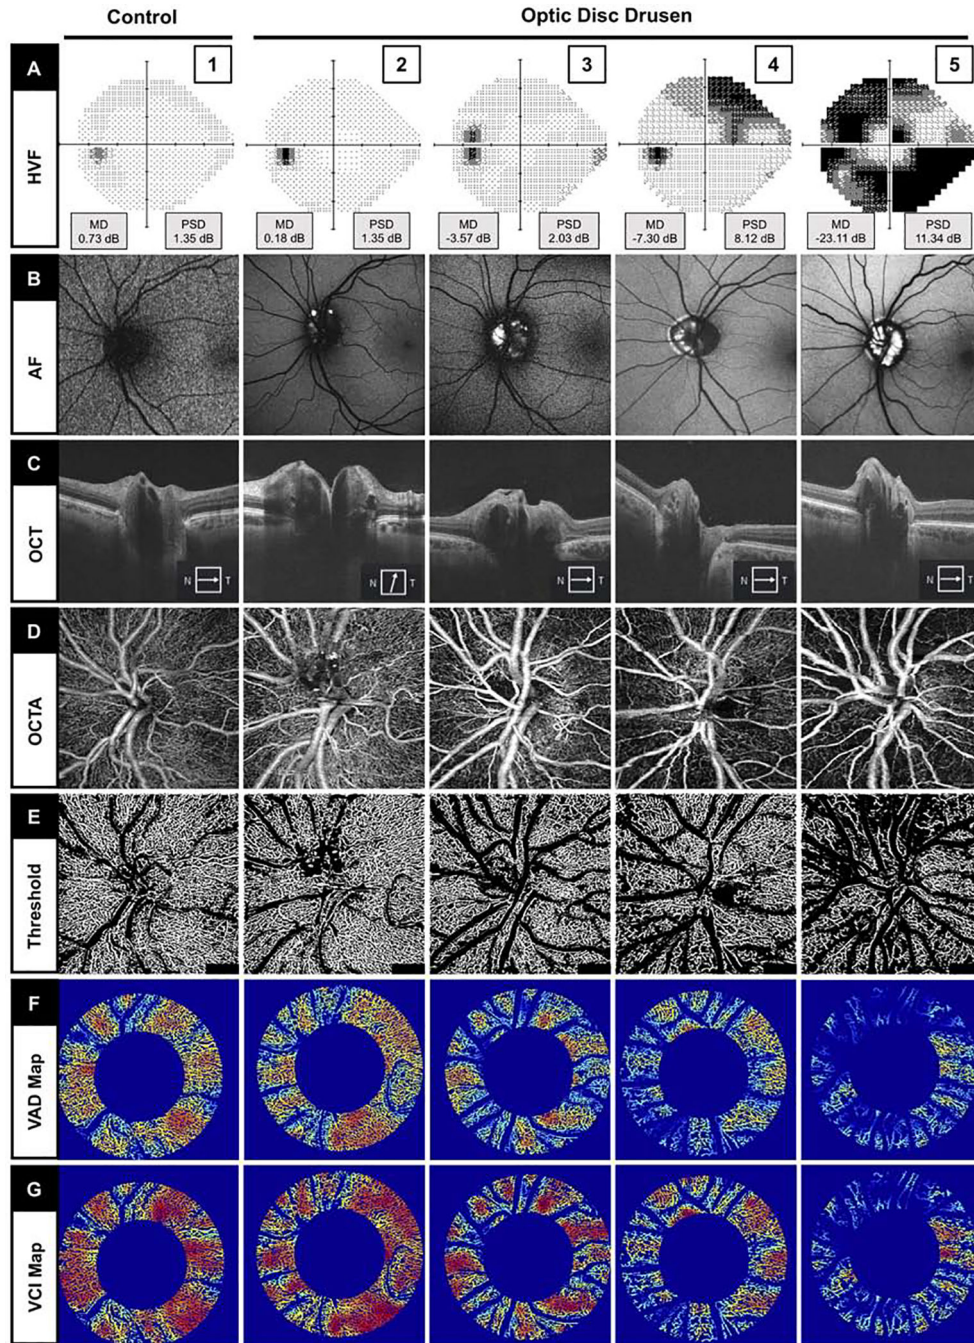 Control
Optic Disc Drusen
A
HVF
1
2
3
4
5
MD
0.73 dB
PSD
1.35 dB
MD
0.18 dB
PSD
1.35 dB
MD
-3.57 dB
PSD
2.03 dB
MD
-7.30 dB
PSD
8.12 dB
MD
-23.11 dB
PSD
11.34 dB
B
AF
C
OCT
N T
N T
N T
N T
N T
D
OCTA
E
Threshold
F
VAD Map
G
VCI Map